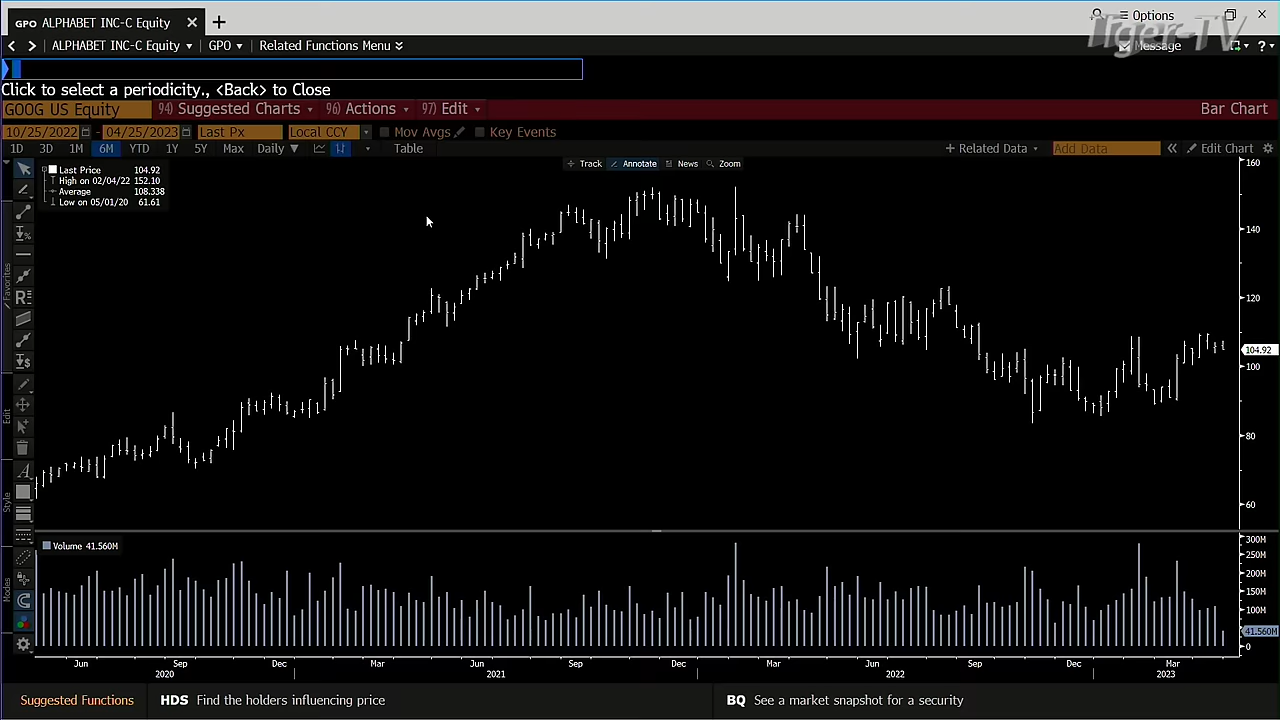 GPO ALPHABET INC-C Equity
Options
ALPHABET INC-C Equity GPO Related Functions Menu Message ?
Tiger-TV
Click to select a periodicity., <Back> to Close
GOOG US Equity 94) Suggested Charts 96) Actions 97) Edit Bar Chart
10/25/2022 - 04/25/2023 Last Px Local CCY Mov Avgs Key Events
1D 3D 1M 6M YTD 1Y 5Y Max Daily Table + Related Data Add Data Edit Chart
Track Annotate News Zoom
Last Price 104.92
High on 02/04/22 152.10
Average 108.338
Low on 05/01/20 61.61
160
140
120
104.92
100
80
60
Favorites
Edit
Style
Modes
Volume 41.560M
300M
250M
200M
150M
100M
41.560M
0
Jun Sep Dec Mar Jun Sep Dec Mar Jun Sep Dec Mar
2020 2021 2022 2023
Suggested Functions HDS Find the holders influencing price BQ See a market snapshot for a security